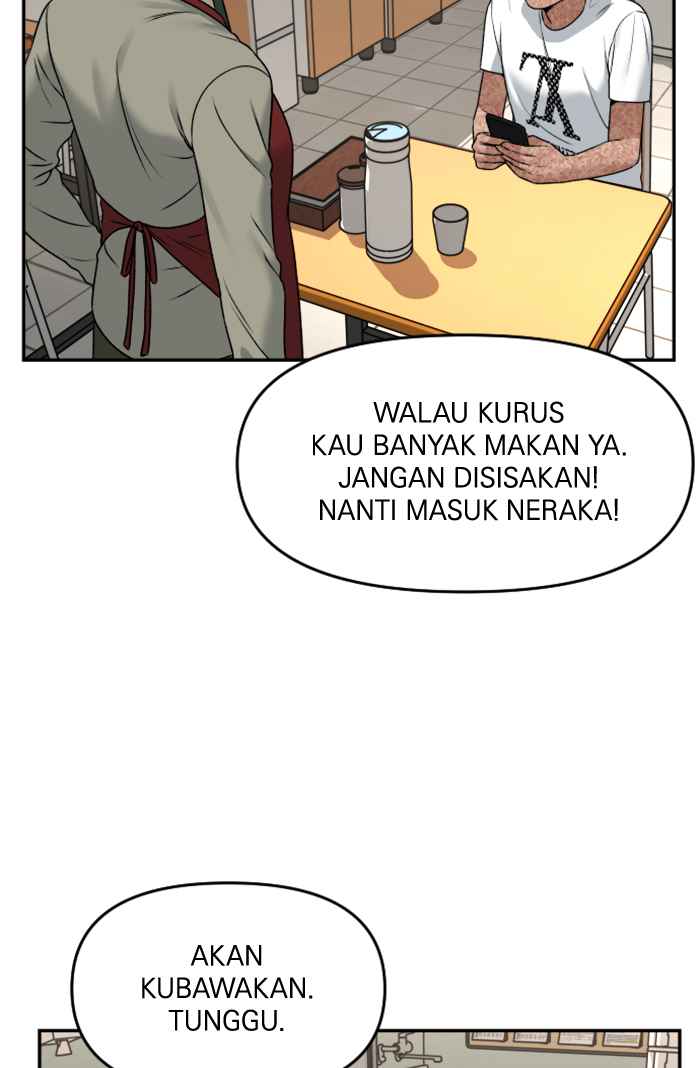 WALAU KURUS
KAU BANYAK MAKAN YA.
JANGAN DISISAKAN!
NANTI MASUK NERAKA!
AKAN
KUBAWAKAN.
TUNGGU.